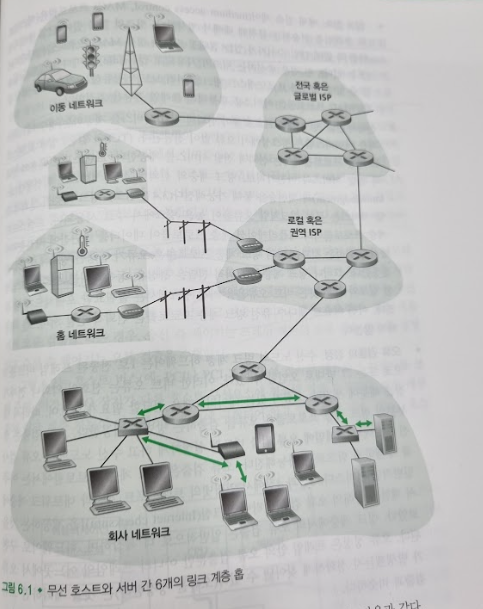 이동 네트워크
전국 혹은
글로벌 ISP
로컬 혹은
권역 ISP
홈 네트워크
회사 네트워크
그림 6.1 • 무선 호스트와 서버 간 6개의 링크 계층 홉